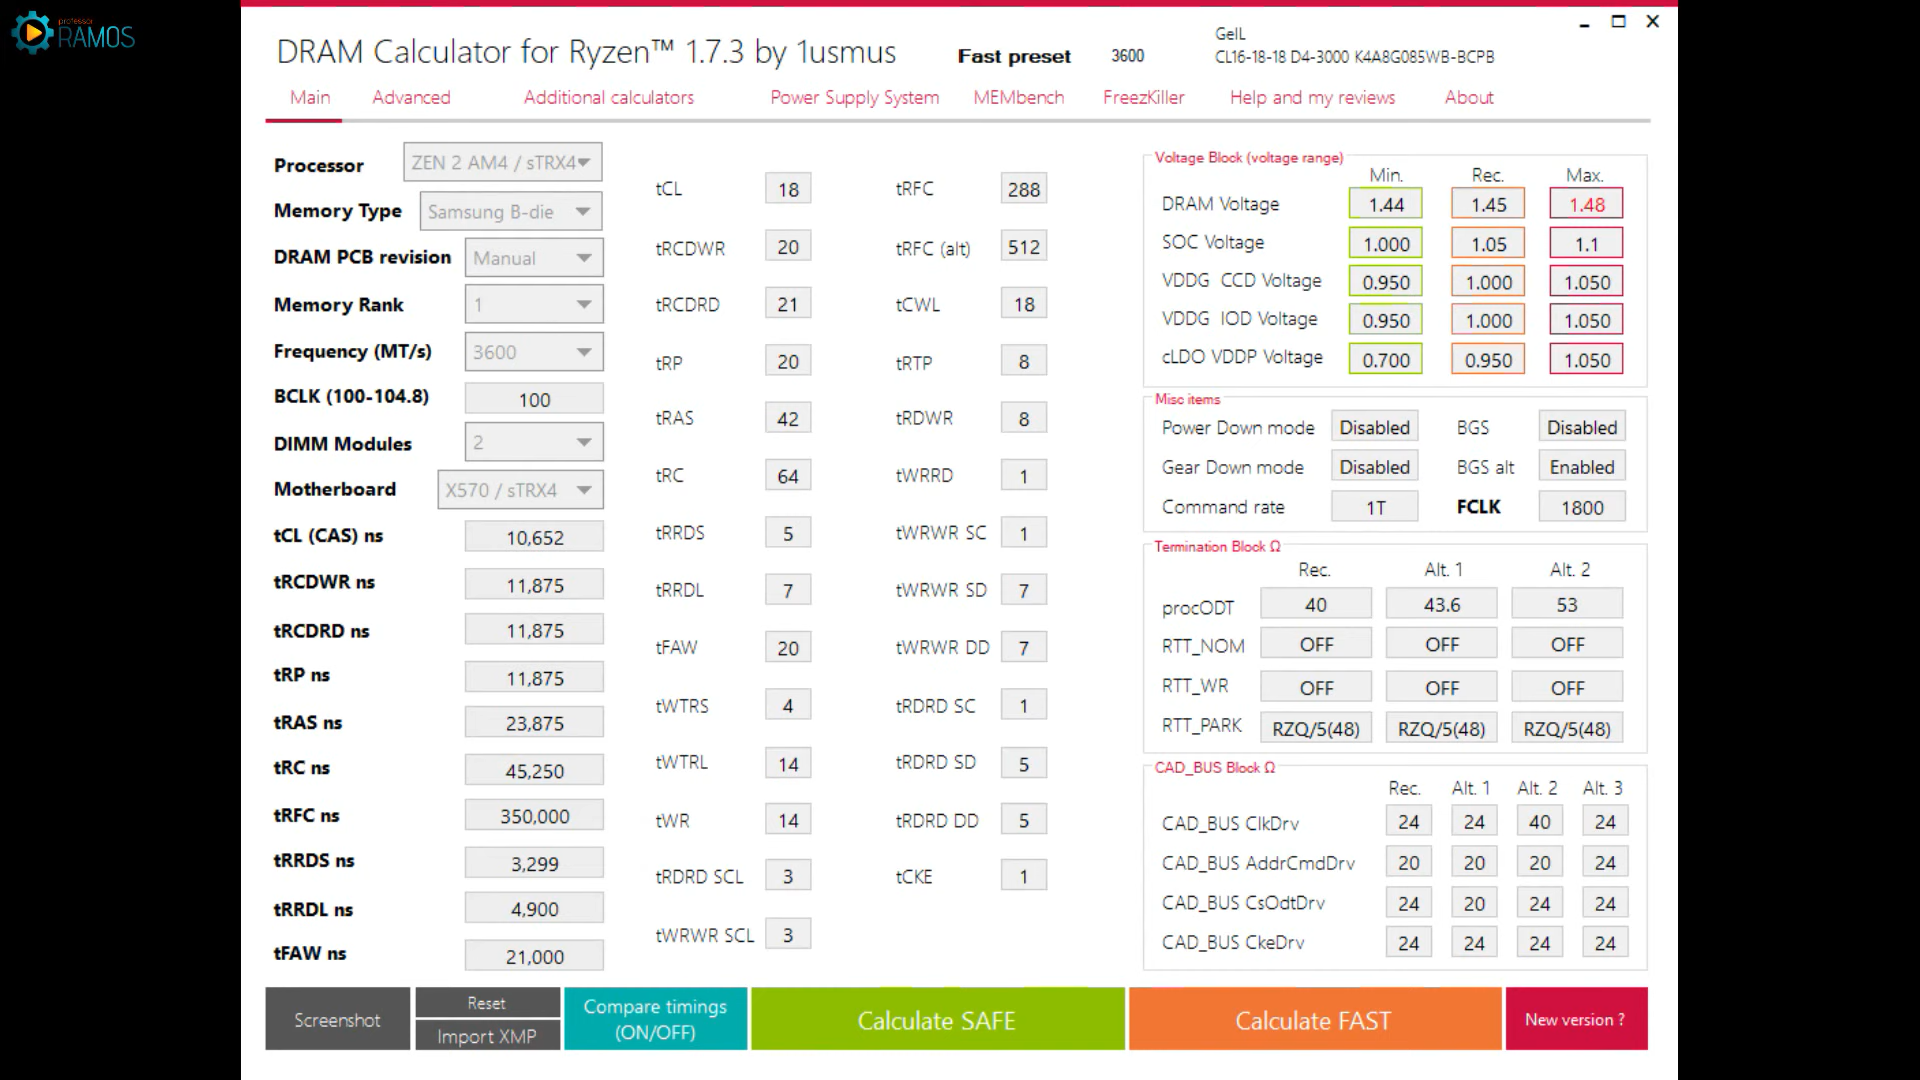 professor
RAMOS
DRAM Calculator for Ryzen™ 1.7.3 by 1usmus
Fast preset
3600
GeIL
CL16-18-18 D4-3000 K4A8G085WB-BCPB
Main
Advanced
Additional calculators
Power Supply System
MEMbench
FreezKiller
Help and my reviews
About
Processor ZEN 2 AM4 / sTRX4
Memory Type Samsung B-die
DRAM PCB revision Manual
Memory Rank 1
Frequency (MT/s) 3600
BCLK (100-104.8) 100
DIMM Modules 2
Motherboard X570 / sTRX4
tCL (CAS) ns 10,652
tRCDWR ns 11,875
tRCDRD ns 11,875
tRP ns 11,875
tRAS ns 23,875
tRC ns 45,250
tRFC ns 350,000
tRRDS ns 3,299
tRRDL ns 4,900
tFAW ns 21,000
tCL 18
tRCDWR 20
tRCDRD 21
tRP 20
tRAS 42
tRC 64
tRRDS 5
tRRDL 7
tFAW 20
tWTRS 4
tWTRL 14
tWR 14
tRDRD SCL 3
tWRWR SCL 3
tRFC 288
tRFC (alt) 512
tCWL 18
tRTP 8
tRDWR 8
tWRRD 1
tWRWR SC 1
tWRWR SD 7
tWRWR DD 7
tRDRD SC 1
tRDRD SD 5
tRDRD DD 5
tCKE 1
Voltage Block (voltage range)
Min. Rec. Max.
DRAM Voltage 1.44 1.45 1.48
SOC Voltage 1.000 1.05 1.1
VDDG CCD Voltage 0.950 1.000 1.050
VDDG IOD Voltage 0.950 1.000 1.050
cLDO VDDP Voltage 0.700 0.950 1.050
Misc items
Power Down mode Disabled BGS Disabled
Gear Down mode Disabled BGS alt Enabled
Command rate 1T FCLK 1800
Termination Block Ω
Rec. Alt. 1 Alt. 2
procODT 40 43.6 53
RTT_NOM OFF OFF OFF
RTT_WR OFF OFF OFF
RTT_PARK RZQ/5(48) RZQ/5(48) RZQ/5(48)
CAD_BUS Block Ω
Rec. Alt. 1 Alt. 2 Alt. 3
CAD_BUS ClkDrv 24 24 40 24
CAD_BUS AddrCmdDrv 20 20 20 24
CAD_BUS CsOdtDrv 24 20 24 24
CAD_BUS CkeDrv 24 24 24 24
Screenshot
Reset
Import XMP
Compare timings
(ON/OFF)
Calculate SAFE
Calculate FAST
New version ?